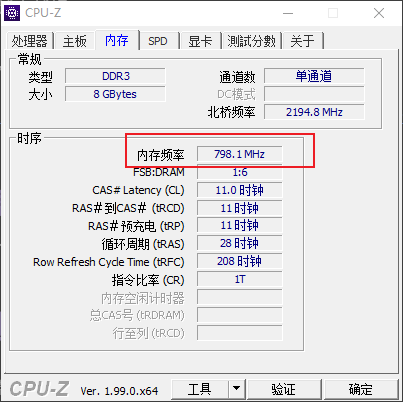 CPU-Z
处理器 主板 内存 SPD 显卡 測試分數 关于
常规
类型 DDR3 通道数 单通道
大小 8 GBytes DC模式
北桥频率 2194.8 MHz
时序
内存频率 798.1 MHz
FSB:DRAM 1:6
CAS# Latency (CL) 11.0 时钟
RAS#到CAS# (tRCD) 11 时钟
RAS#预充电 (tRP) 11 时钟
循环周期 (tRAS) 28 时钟
Row Refresh Cycle Time (tRFC) 208 时钟
指令比率 (CR) 1T
内存空闲计时器
总CAS号 (tRDRAM)
行至列 (tRCD)
CPU-Z Ver. 1.99.0.x64 工具 验证 确定